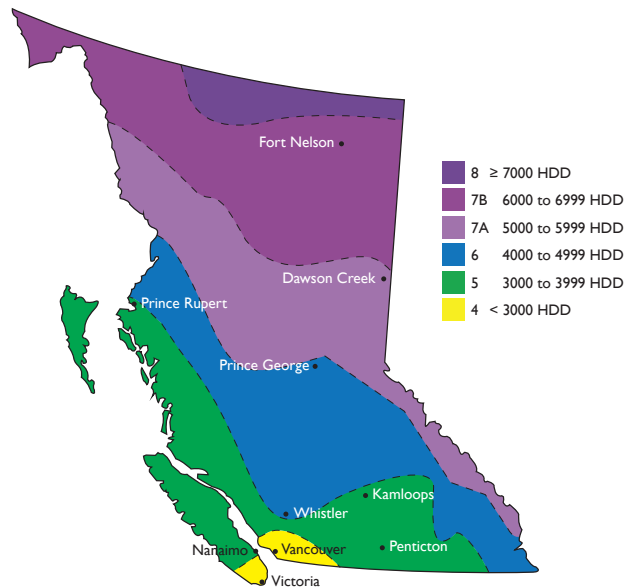 Fort Nelson
8 ≥ 7000 HDD
7B 6000 to 6999 HDD
7A 5000 to 5999 HDD
6 4000 to 4999 HDD
5 3000 to 3999 HDD
4 < 3000 HDD
Dawson Creek
Prince Rupert
Prince George
Kamloops
Whistler
Nanaimo
Vancouver
Penticton
Victoria